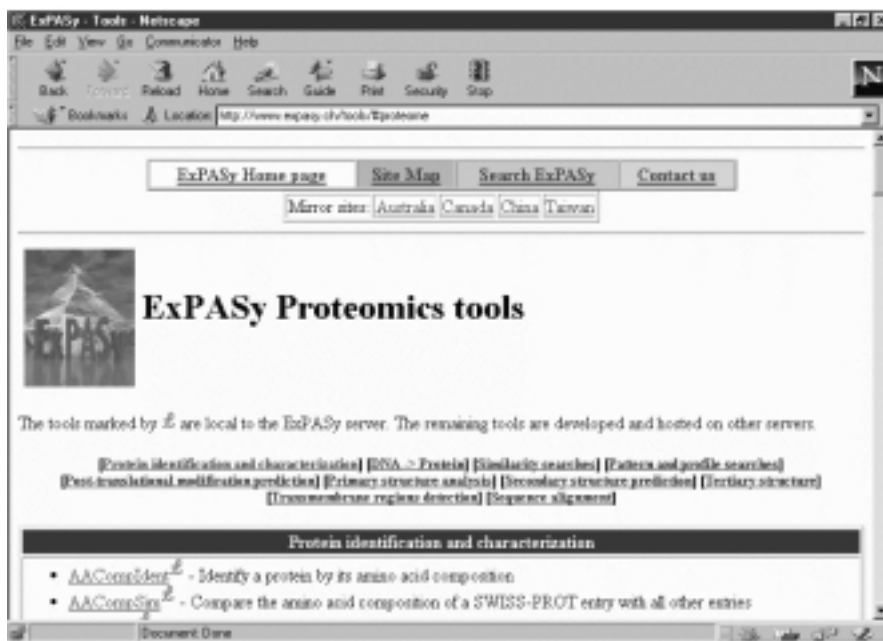 ExPASy - Tools - Netscape
File Edit View Go Communicator Help
Back Forward Reload Home Search Guide Print Security Stop
N
Bookmarks Location: http://www.expasy.ch/tools/#proteome
ExPASy Home page Site Map Search ExPASy Contact us
Mirror sites: Australia Canada China Taiwan
ExPASy
ExPASy Proteomics tools
The tools marked by are local to the ExPASy server. The remaining tools are developed and hosted on other servers.
[Protein identification and characterization] [DNA -> Protein] [Similarity searches] [Pattern and profile searches]
[Post-translational modification prediction] [Primary structure analysis] [Secondary structure prediction] [Tertiary structure]
[Transmembrane regions detection] [Sequence alignment]
Protein identification and characterization
• AACompIdent - Identify a protein by its amino acid composition
• AACompSim - Compare the amino acid composition of a SWISS-PROT entry with all other entries
Document: Done